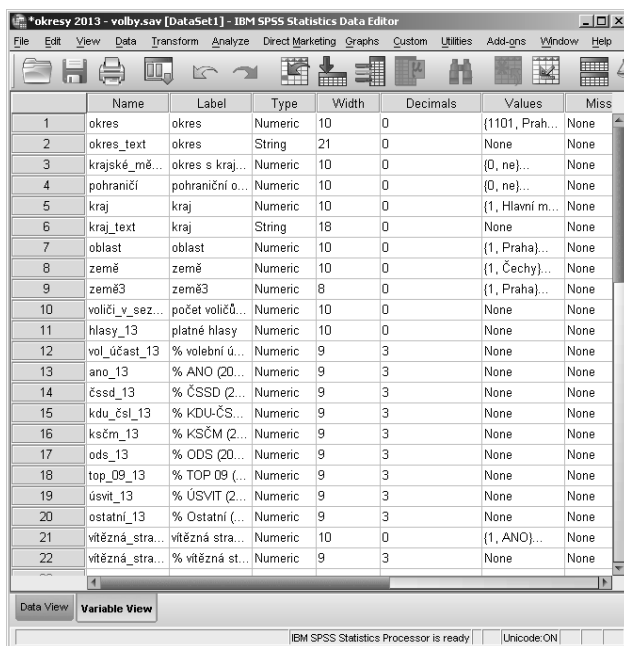 *okresy 2013 - volby.sav [DataSet1] - IBM SPSS Statistics Data Editor
File Edit View Data Transform Analyze Direct Marketing Graphs Custom Utilities Add-ons Window Help
Name Label Type Width Decimals Values Miss
1 okres okres Numeric 10 0 {1101, Prah... None
2 okres_text okres String 21 0 None None
3 krajské_mě... okres s kraj... Numeric 10 0 {0, ne}... None
4 pohraničí pohraniční o... Numeric 10 0 {0, ne}... None
5 kraj kraj Numeric 10 0 {1, Hlavní m... None
6 kraj_text kraj String 18 0 None None
7 oblast oblast Numeric 10 0 {1, Praha}... None
8 země země Numeric 10 0 {1, Čechy}... None
9 země3 země3 Numeric 8 0 {1, Praha}... None
10 voliči_v_sez... počet voličů... Numeric 10 0 None None
11 hlasy_13 platné hlasy Numeric 10 0 None None
12 vol_účast_13 % volební ú... Numeric 9 3 None None
13 ano_13 % ANO (20... Numeric 9 3 None None
14 čssd_13 % ČSSD (2... Numeric 9 3 None None
15 kdu_čsl_13 % KDU-ČS... Numeric 9 3 None None
16 ksčm_13 % KSČM (2... Numeric 9 3 None None
17 ods_13 % ODS (20... Numeric 9 3 None None
18 top_09_13 % TOP 09 (... Numeric 9 3 None None
19 úsvit_13 % ÚSVIT (2... Numeric 9 3 None None
20 ostatní_13 % Ostatní (... Numeric 9 3 None None
21 vítězná_stra... vítězná stra... Numeric 10 0 {1, ANO}... None
22 vítězná_stra... % vítězná st... Numeric 9 3 None None
Data View Variable View
IBM SPSS Statistics Processor is ready Unicode:ON